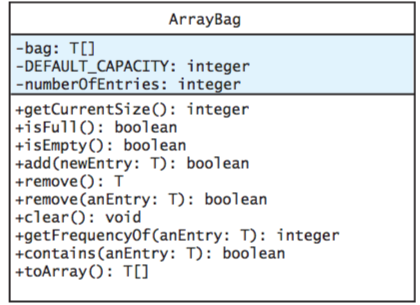 ArrayBag
-bag: T[]
-DEFAULT_CAPACITY: integer
-numberOfEntries: integer
+getCurrentSize(): integer
+isFull(): boolean
+isEmpty(): boolean
+add(newEntry: T): boolean
+remove(): T
+remove(anEntry: T): boolean
+clear(): void
+getFrequencyOf(anEntry: T): integer
+contains(anEntry: T): boolean
+toArray(): T[]